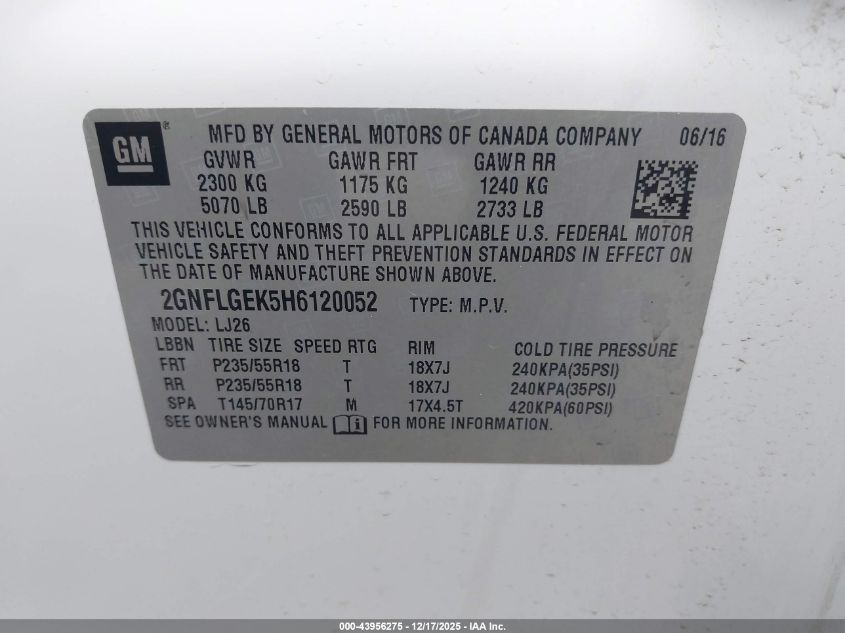 GM ® MFD BY GENERAL MOTORS OF CANADA COMPANY 06/16
GVWR GAWR FRT GAWR RR
2300 KG 1175 KG 1240 KG
5070 LB 2590 LB 2733 LB
THIS VEHICLE CONFORMS TO ALL APPLICABLE U.S. FEDERAL MOTOR
VEHICLE SAFETY AND THEFT PREVENTION STANDARDS IN EFFECT ON
THE DATE OF MANUFACTURE SHOWN ABOVE.
2GNFLGEK5H6120052 TYPE: M.P.V.
MODEL: LJ26
LBBN TIRE SIZE SPEED RTG RIM COLD TIRE PRESSURE
FRT P235/55R18 T 18X7J 240KPA(35PSI)
RR P235/55R18 T 18X7J 240KPA(35PSI)
SPA T145/70R17 M 17X4.5T 420KPA(60PSI)
SEE OWNER'S MANUAL i FOR MORE INFORMATION.
000-43956275 - 12/17/2025 - IAA Inc.